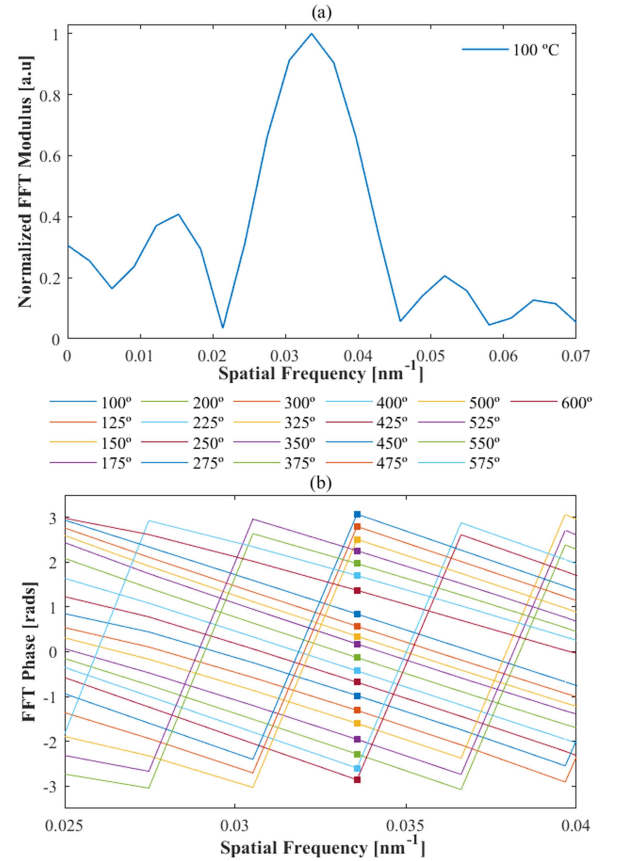 (a)
1
0.8
0.6
0.4
0.2
0
Normalized FFT Modulus [a.u]
100 ºC
0 0.01 0.02 0.03 0.04 0.05 0.06 0.07
Spatial Frequency [nm-1]
100º 200º 300º 400º 500º 600º
125º 225º 325º 425º 525º
150º 250º 350º 450º 550º
175º 275º 375º 475º 575º
(b)
3
2
1
0
-1
-2
-3
FFT Phase [rads]
0.025 0.03 0.035 0.04
Spatial Frequency [nm-1]